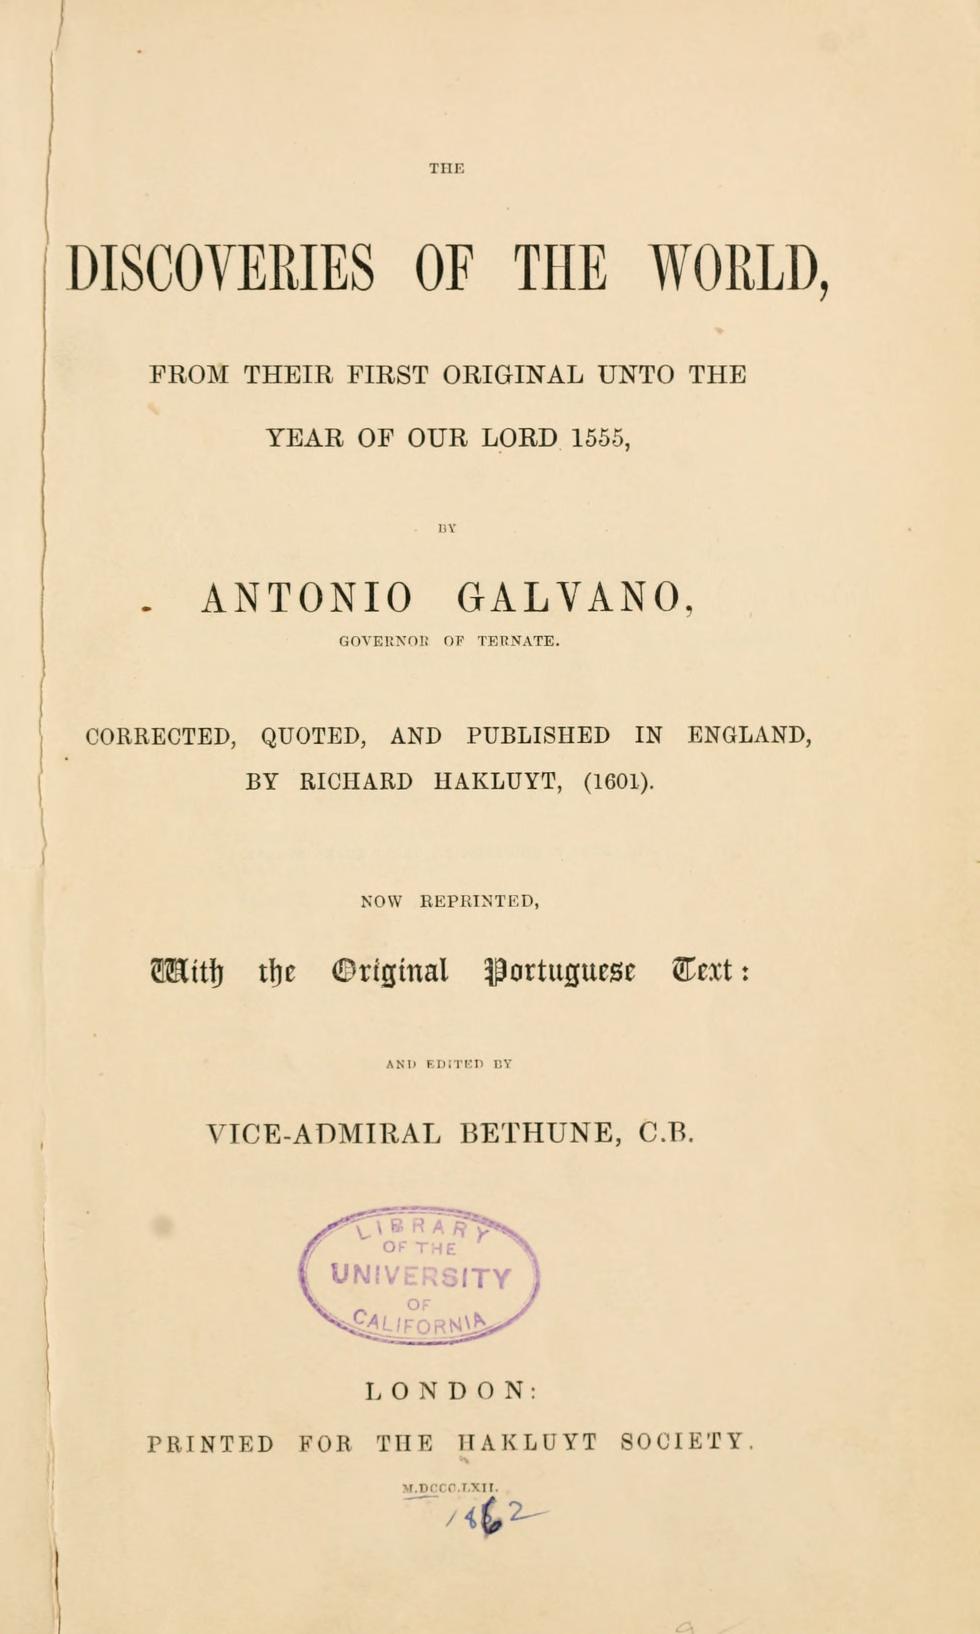 THE
DISCOVERIES OF THE WORLD,
FROM THEIR FIRST ORIGINAL UNTO THE
YEAR OF OUR LORD 1555,
BY
ANTONIO GALVANO,
GOVERNOR OF TERNATE.
CORRECTED, QUOTED, AND PUBLISHED IN ENGLAND,
BY RICHARD HAKLUYT, (1601).
NOW REPRINTED,
With the Original Portuguese Text:
AND EDITED BY
VICE-ADMIRAL BETHUNE, C.B.
LIBRARY
OF THE
UNIVERSITY
OF
CALIFORNIA
LONDON:
PRINTED FOR THE HAKLUYT SOCIETY.
M.DCCC.LXII.
1862